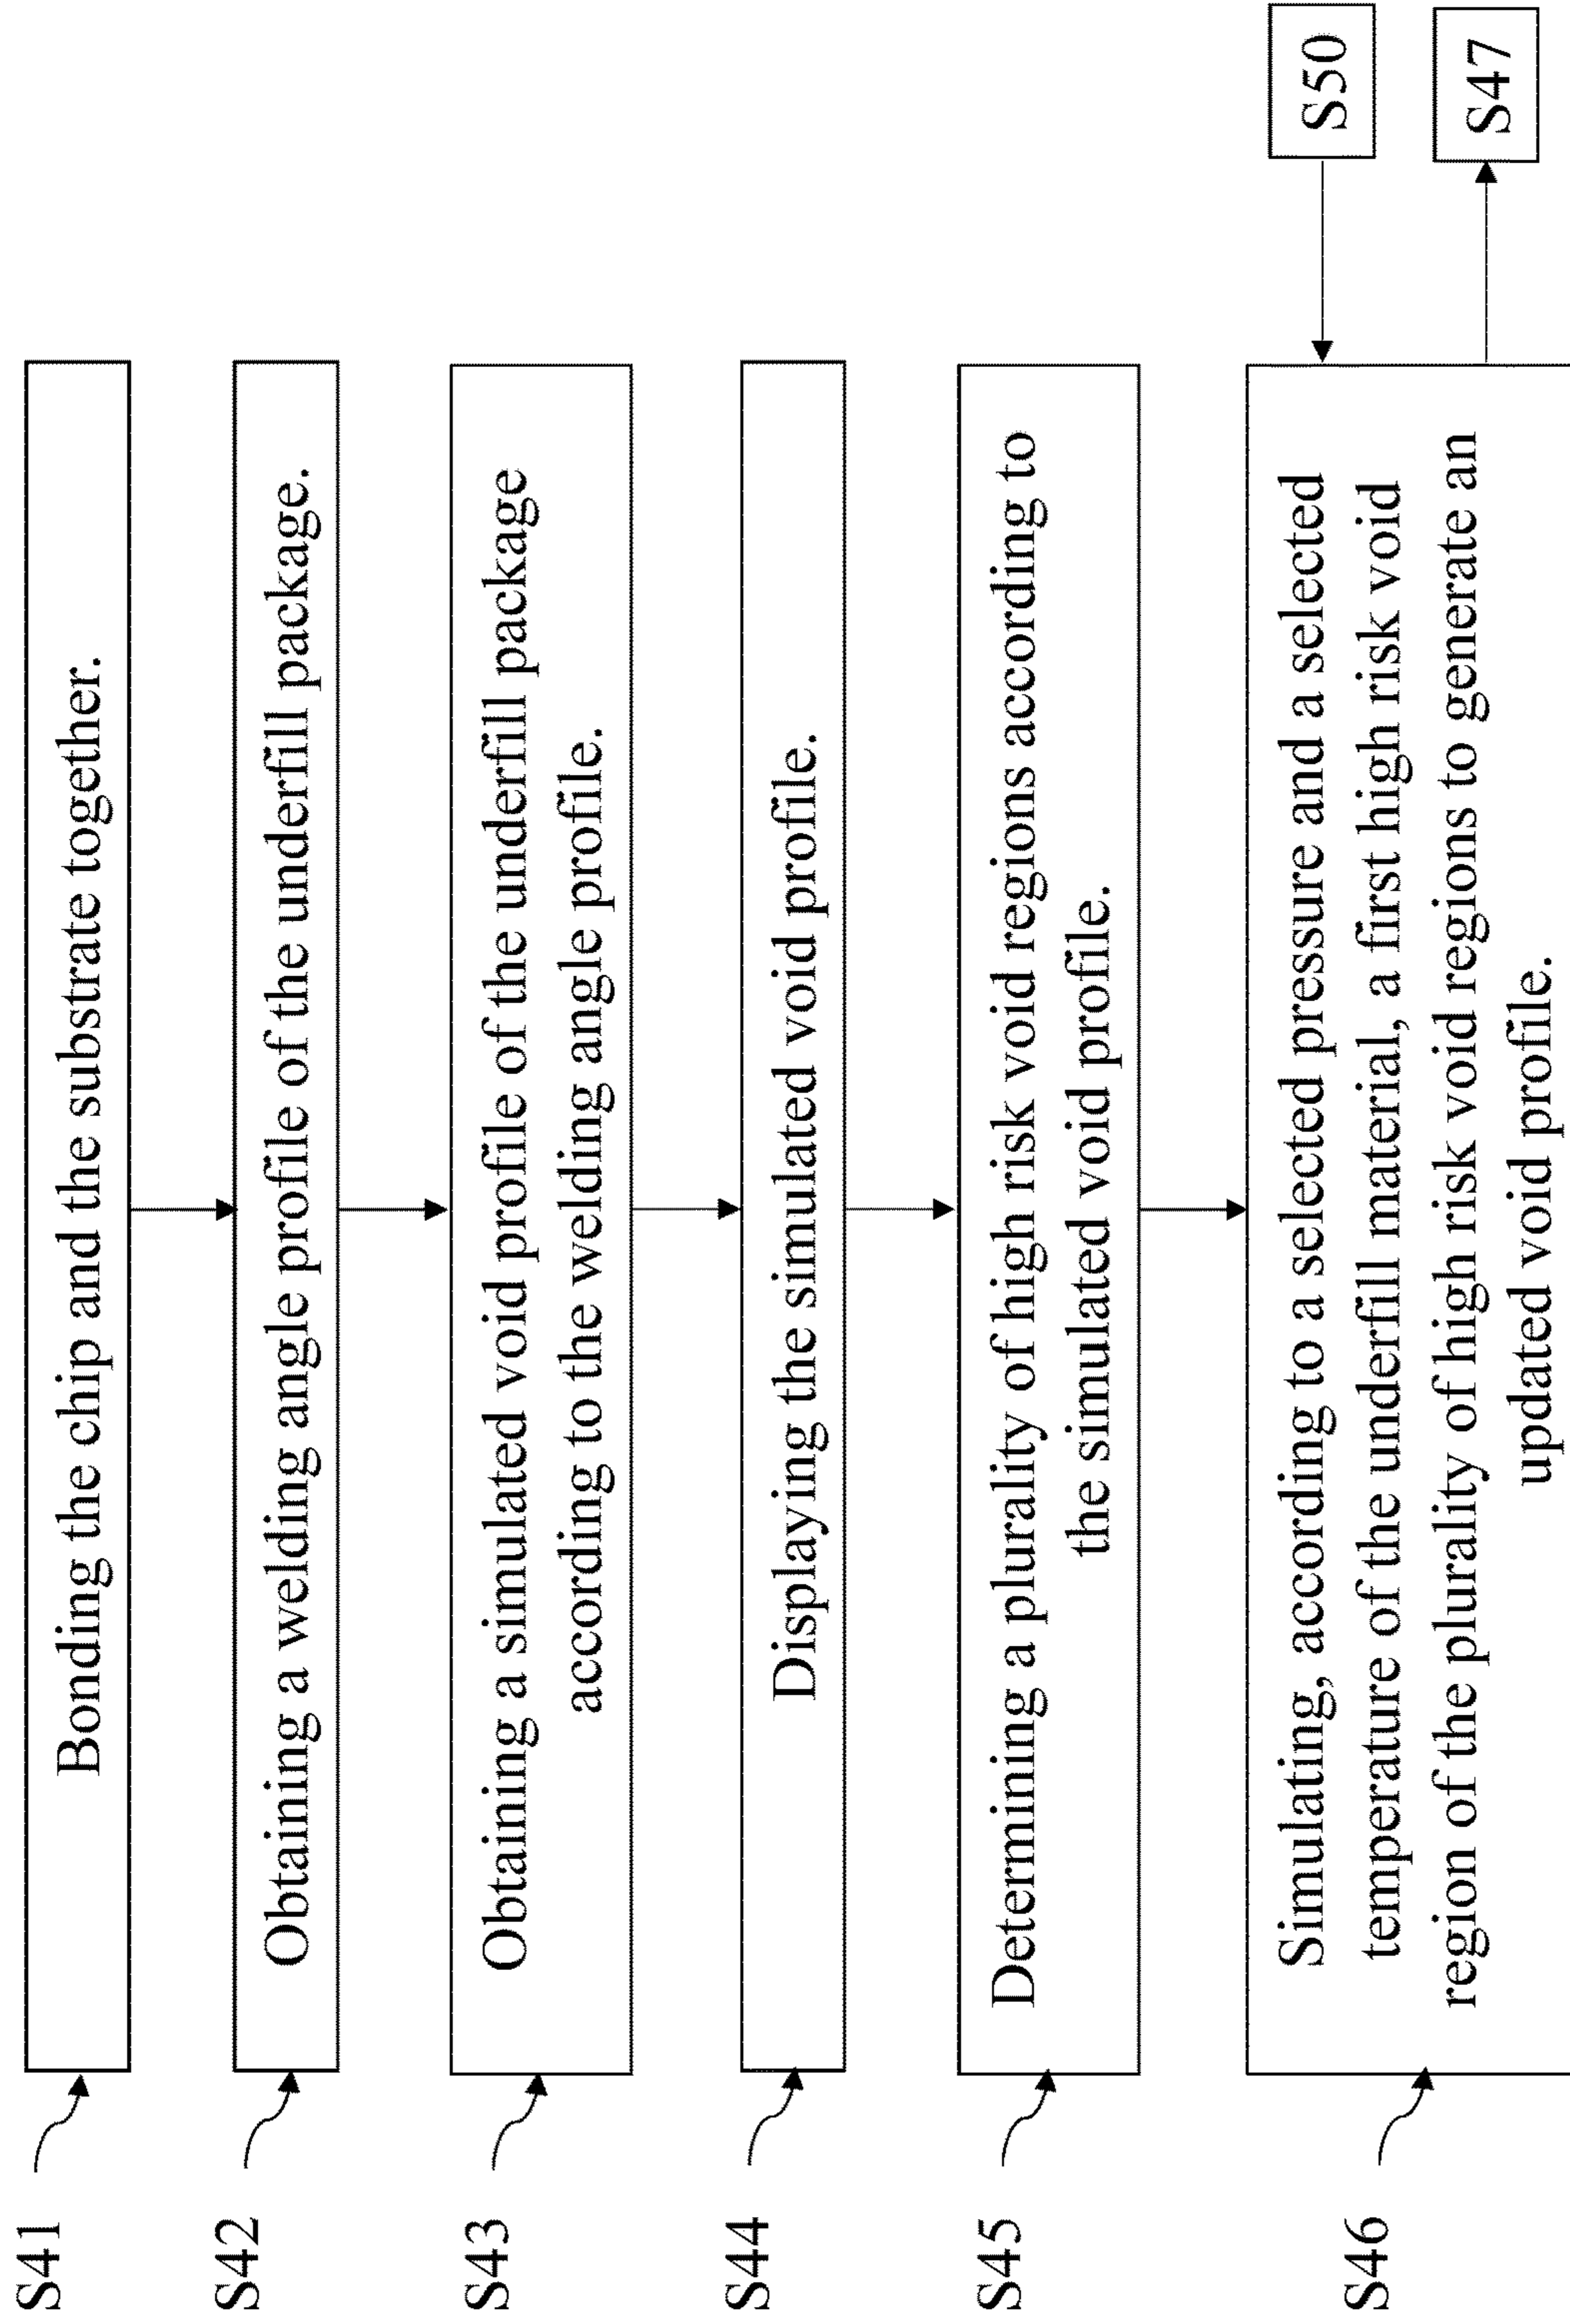 S41
Bonding the chip and the substrate together.
S42
Obtaining a welding angle profile of the underfill package.
S43
Obtaining a simulated void profile of the underfill package
according to the welding angle profile.
S44
Displaying the simulated void profile.
S45
Determining a plurality of high risk void regions according to
the simulated void profile.
S46
Simulating, according to a selected pressure and a selected
temperature of the underfill material, a first high risk void
region of the plurality of high risk void regions to generate an
updated void profile.
S50
S47